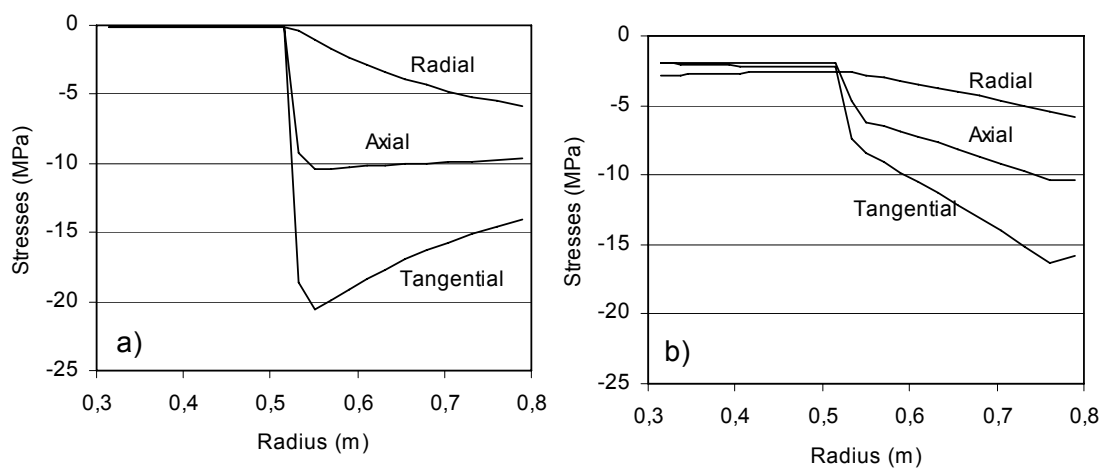 0
-5
-10
-15
-20
-25
Stresses (MPa)
Radial
Axial
Tangential
a)
0,3 0,4 0,5 0,6 0,7 0,8
Radius (m)
0
-5
-10
-15
-20
-25
Stresses (MPa)
Radial
Axial
Tangential
b)
0,3 0,4 0,5 0,6 0,7 0,8
Radius (m)